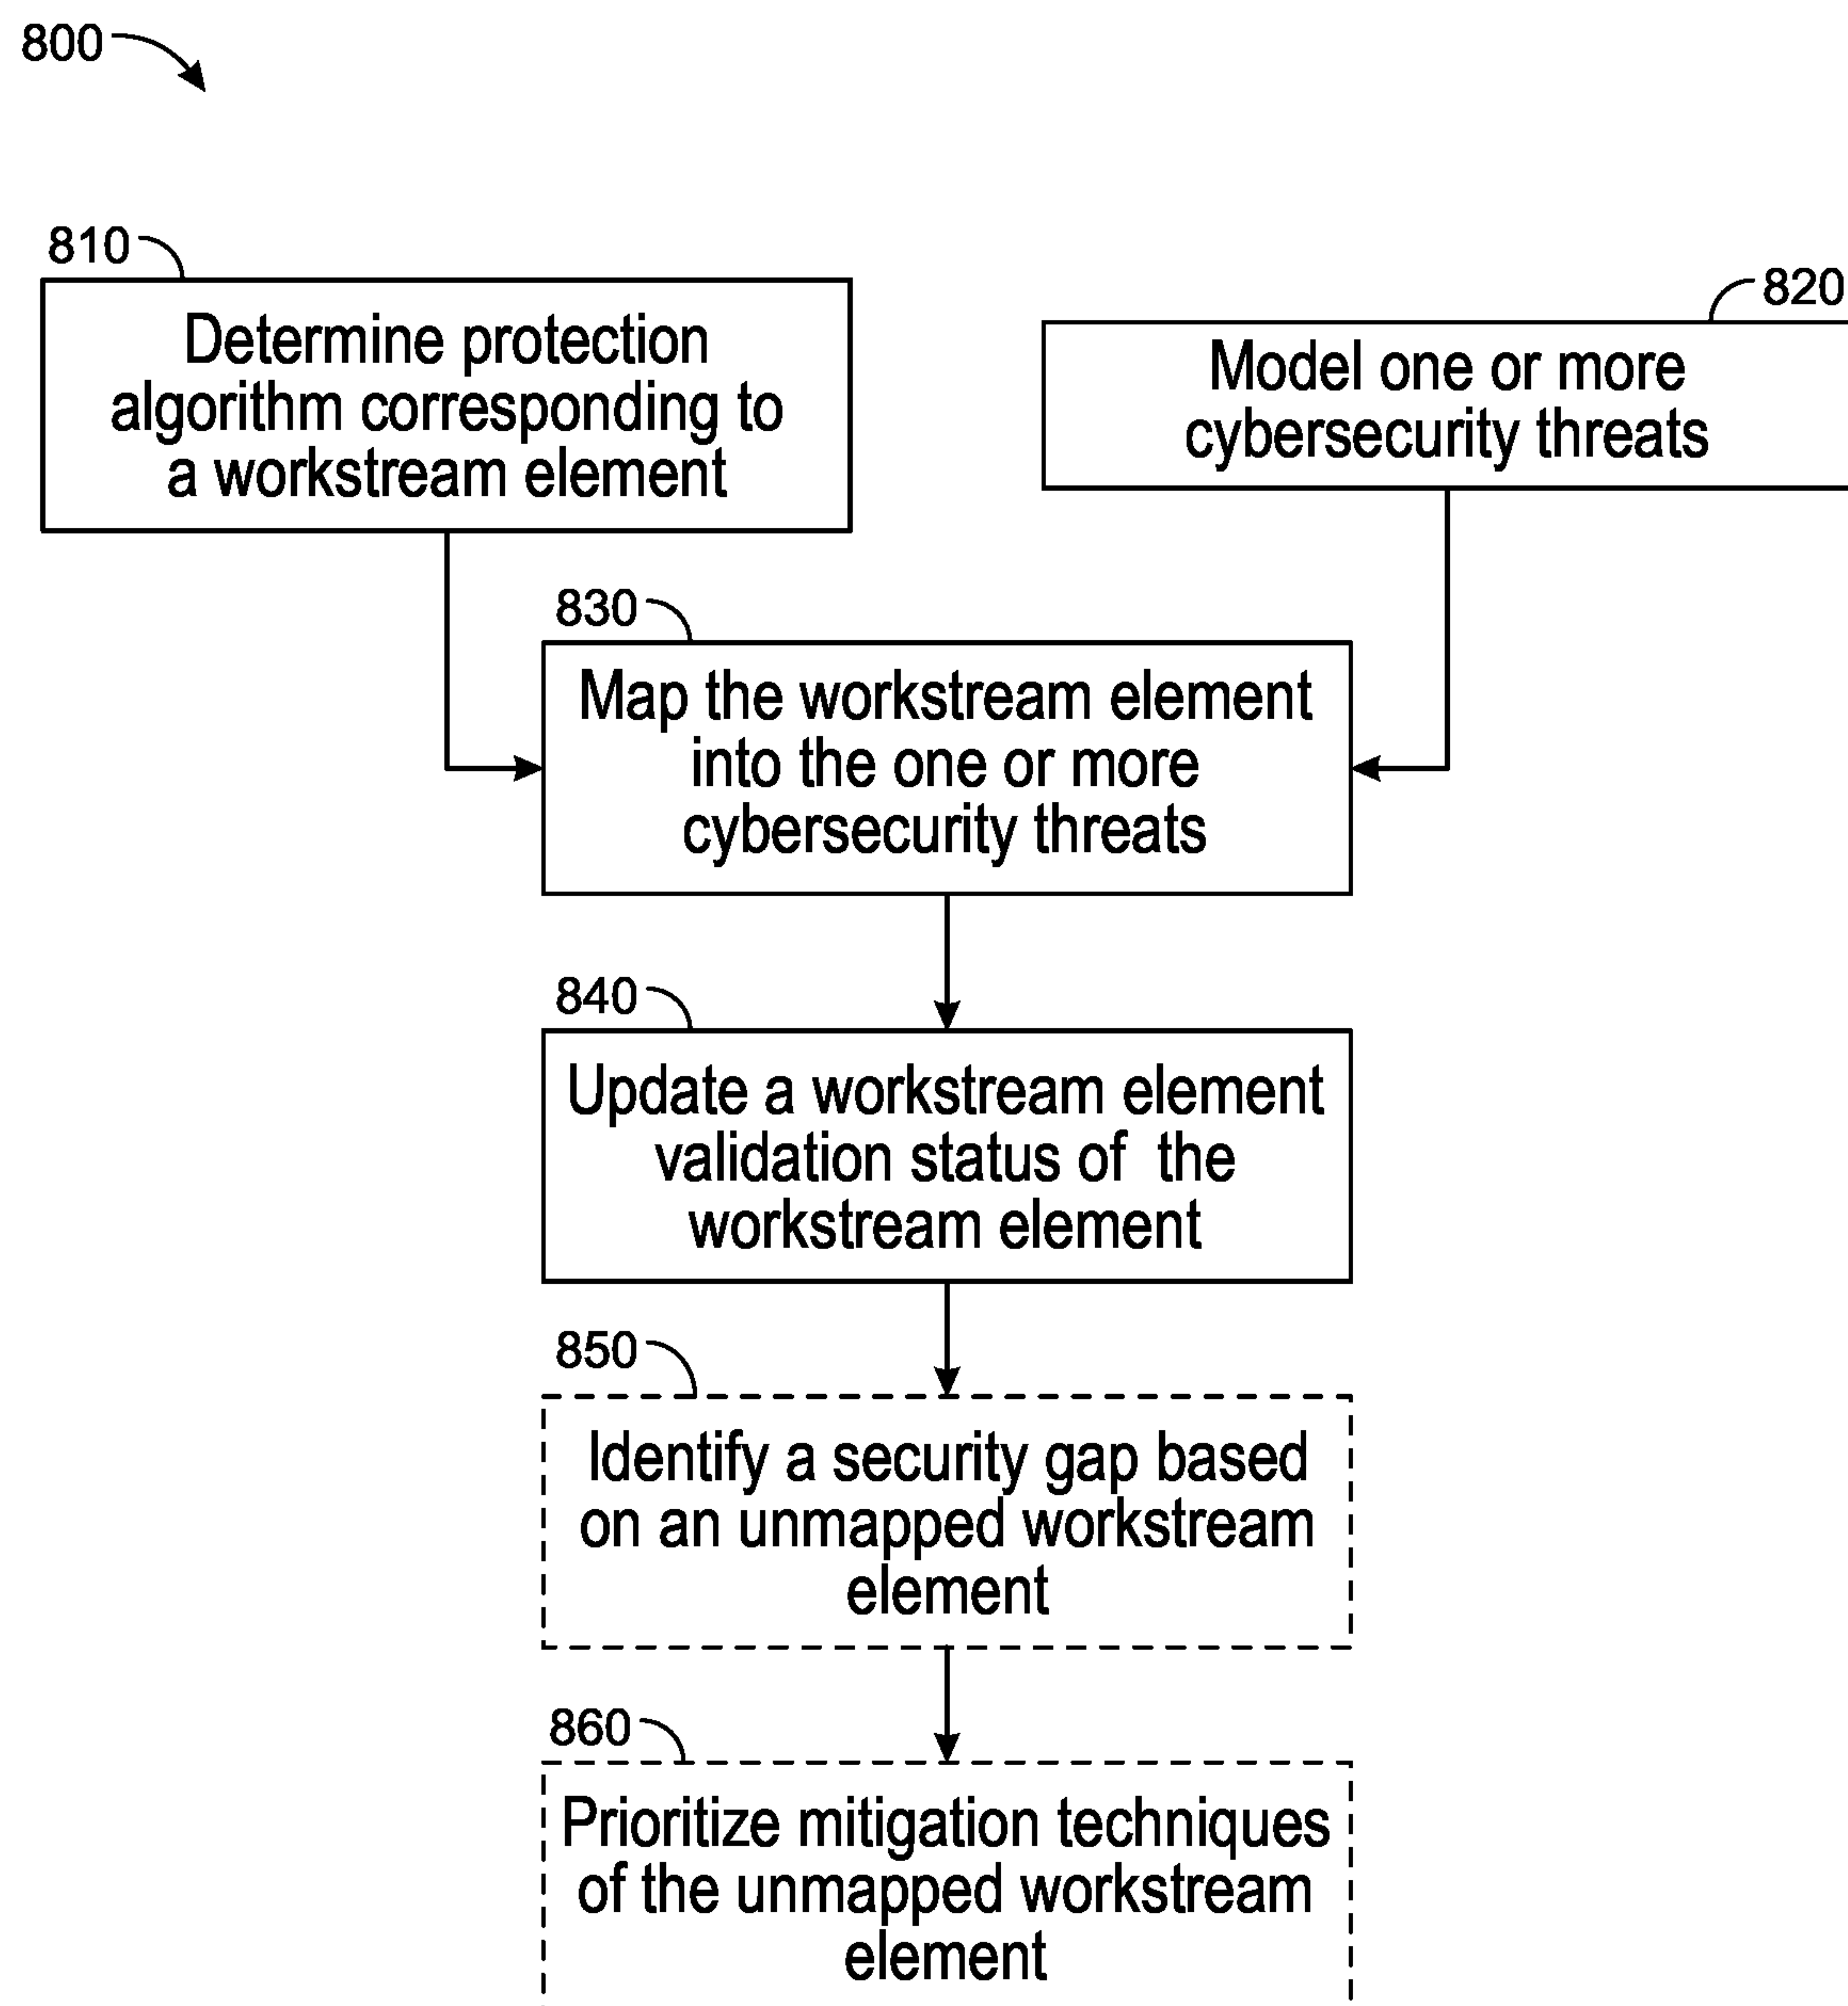 800
810
Determine protection
algorithm corresponding to
a workstream element
820
Model one or more
cybersecurity threats
830
Map the workstream element
into the one or more
cybersecurity threats
840
Update a workstream element
validation status of the
workstream element
850
Identify a security gap based
on an unmapped workstream
element
860
Prioritize mitigation techniques
of the unmapped workstream
element